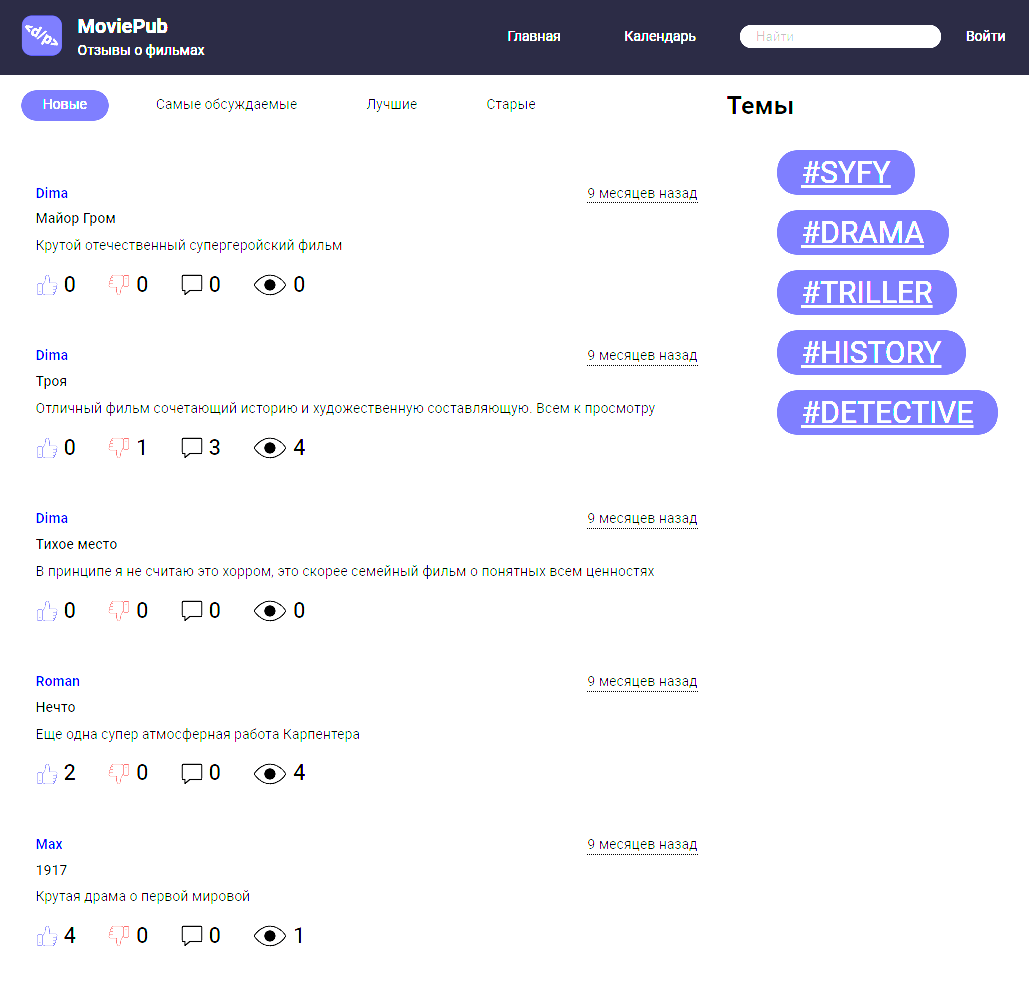 <d/p>
MoviePub
Отзывы о фильмах
Главная
Календарь
Найти
Войти
Новые
Самые обсуждаемые
Лучшие
Старые
Темы
Dima
9 месяцев назад
Майор Гром
Крутой отечественный супергеройский фильм
0 0 0 0
Dima
9 месяцев назад
Троя
Отличный фильм сочетающий историю и художественную составляющую. Всем к просмотру
0 1 3 4
Dima
9 месяцев назад
Тихое место
В принципе я не считаю это хоррором, это скорее семейный фильм о понятных всем ценностях
0 0 0 0
Roman
9 месяцев назад
Нечто
Еще одна супер атмосферная работа Карпентера
2 0 0 4
Max
9 месяцев назад
1917
Крутая драма о первой мировой
4 0 0 1
#SYFY
#DRAMA
#TRILLER
#HISTORY
#DETECTIVE